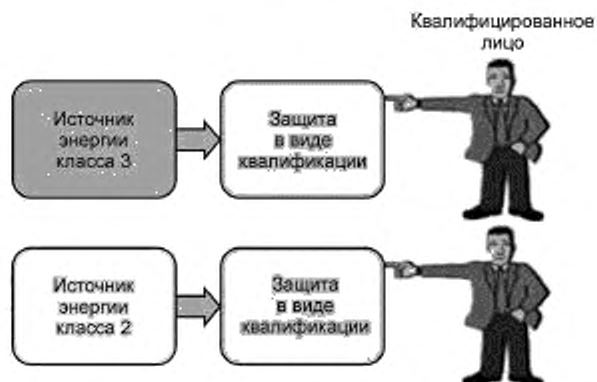 Квалифицированное
лицо
Источник
энергии
класса 3
Защита
в виде
квалификации
Источник
энергии
класса 2
Защита
в виде
квалификации